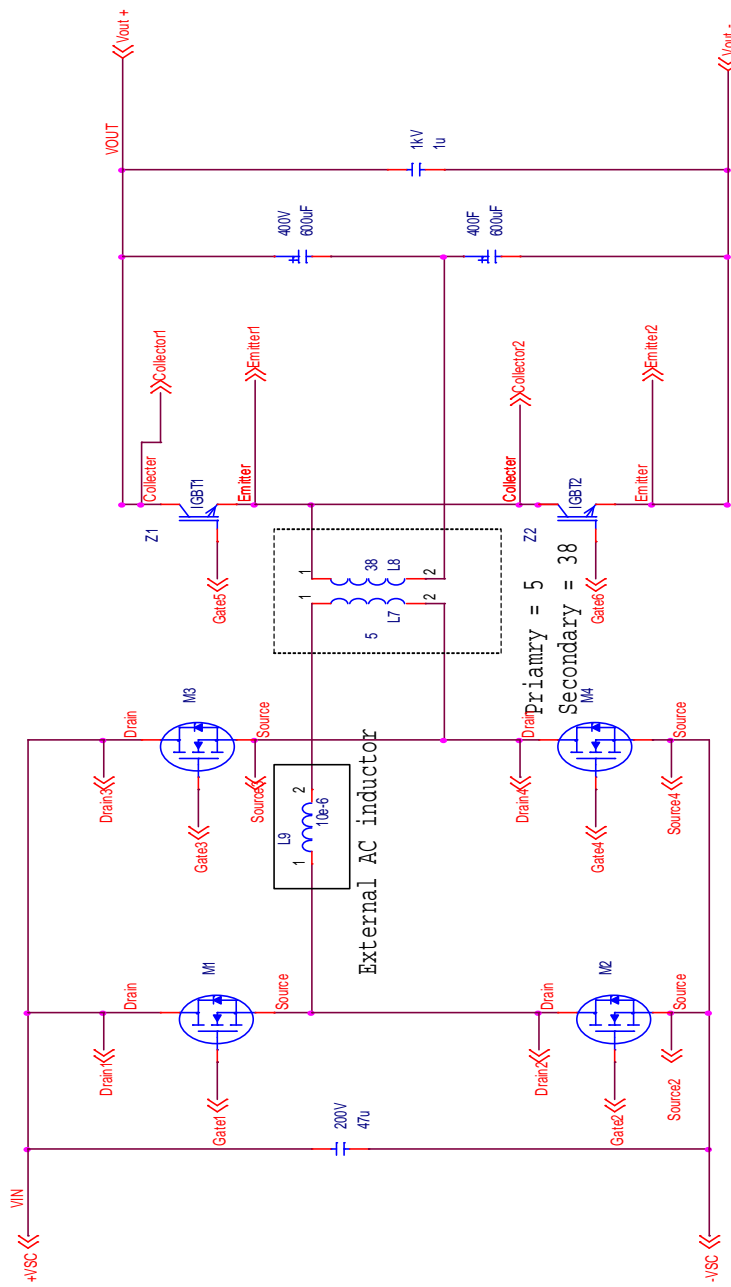 +VSC
VIN
-VSC
200V
47u
Drain1
Drain
M1
Gate1
Source
Drain2
Drain
M2
Gate2
Source
Source2
L9
1
2
10e-6
External AC inductor
Drain3
Drain
M3
Gate3
Source
Source3
Drain4
Drain
M4
Gate4
Source
Source4
1
1
5
L7
38
L8
2
2
Priamry = 5
Secondary = 38
Z1
Collecter
IGBT1
Gate5
Emitter
Collector1
Emitter1
Z2
Collecter
IGBT2
Gate6
Emitter
Collector2
Emitter2
400V
600uF
400F
600uF
1kV
1u
VOUT
Vout +
Vout -